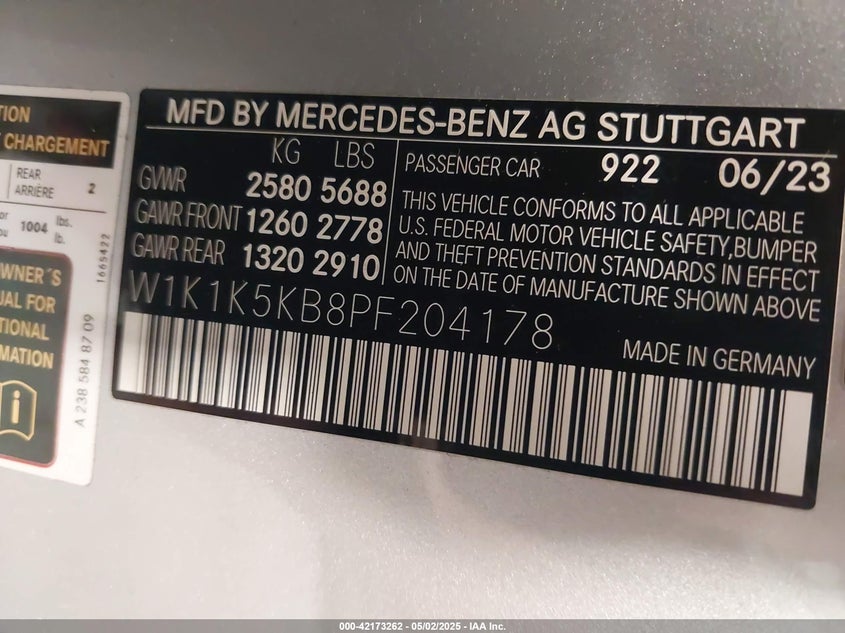 TION
CHARGEMENT
REAR
ARRIÈRE
2
or
ou
1004
lbs.
lb.
1665422
OWNER´S
UAL FOR
TIONAL
MATION
i
A 238 584 87 09
MFD BY MERCEDES-BENZ AG STUTTGART
KG LBS
GVWR 2580 5688
GAWR FRONT 1260 2778
GAWR REAR 1320 2910
PASSENGER CAR 922 06/23
THIS VEHICLE CONFORMS TO ALL APPLICABLE
U.S. FEDERAL MOTOR VEHICLE SAFETY,BUMPER
AND THEFT PREVENTION STANDARDS IN EFFECT
ON THE DATE OF MANUFACTURE SHOWN ABOVE
W1K1K5KB8PF204178
MADE IN GERMANY
000-42173262 - 05/02/2025 - IAA Inc.